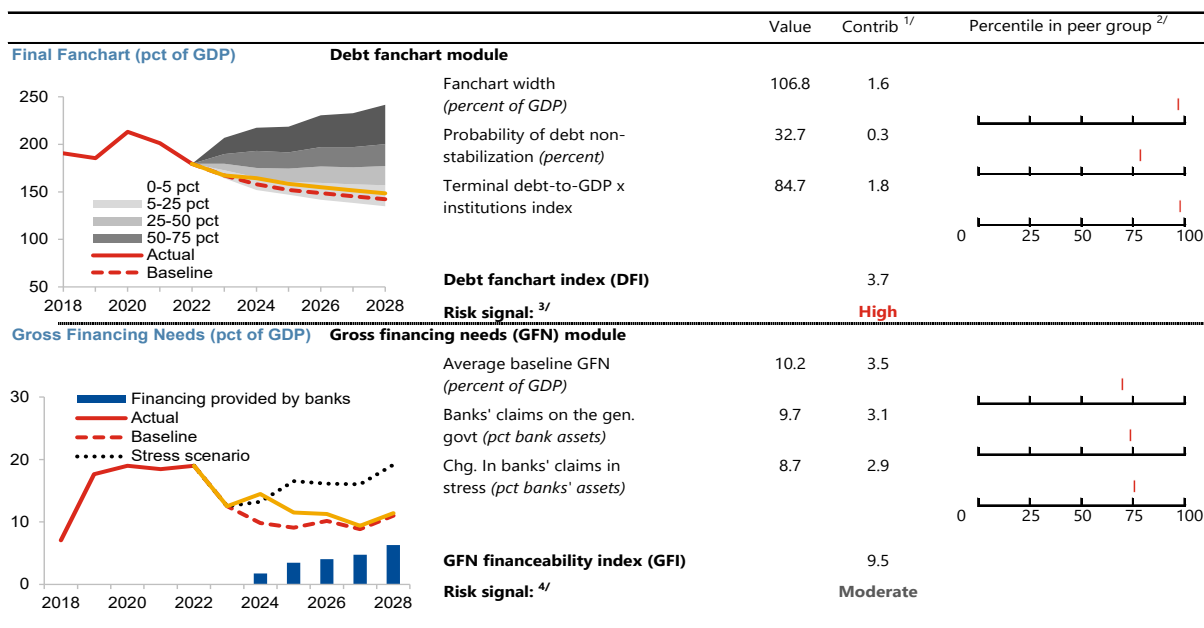 Value Contrib 1/ Percentile in peer group 2/
Final Fanchart (pct of GDP) Debt fanchart module
Fanchart width 106.8 1.6
(percent of GDP)
Probability of debt non- 32.7 0.3
stabilization (percent)
Terminal debt-to-GDP x 84.7 1.8
institutions index
250
200
150
100
50
0-5 pct
5-25 pct
25-50 pct
50-75 pct
Actual
Baseline
2018 2020 2022 2024 2026 2028
0 25 50 75 100
Debt fanchart index (DFI) 3.7
Risk signal: 3/ High
Gross Financing Needs (pct of GDP) Gross financing needs (GFN) module
Average baseline GFN 10.2 3.5
(percent of GDP)
Banks' claims on the gen. 9.7 3.1
govt (pct bank assets)
Chg. In banks' claims in 8.7 2.9
stress (pct banks' assets)
30
20
10
0
Financing provided by banks
Actual
Baseline
Stress scenario
2018 2020 2022 2024 2026 2028
0 25 50 75 100
GFN financeability index (GFI) 9.5
Risk signal: 4/ Moderate